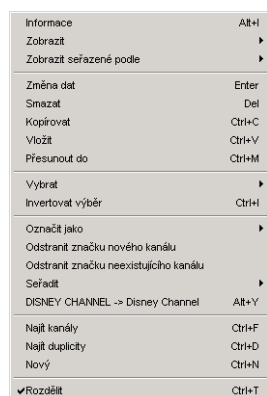 Informace Alt+I
Zobrazit
Zobrazit seřazené podle
Změna dat Enter
Smazat Del
Kopírovat Ctrl+C
Vložit Ctrl+V
Přesunout do Ctrl+M
Vybrat
Invertovat výběr Ctrl+I
Označit jako
Odstranit značku nového kanálu
Odstranit značku neexistujícího kanálu
Seřadit
DISNEY CHANNEL -> Disney Channel Alt+Y
Najít kanály Ctrl+F
Najít duplicity Ctrl+D
Nový Ctrl+N
Rozdělit Ctrl+T